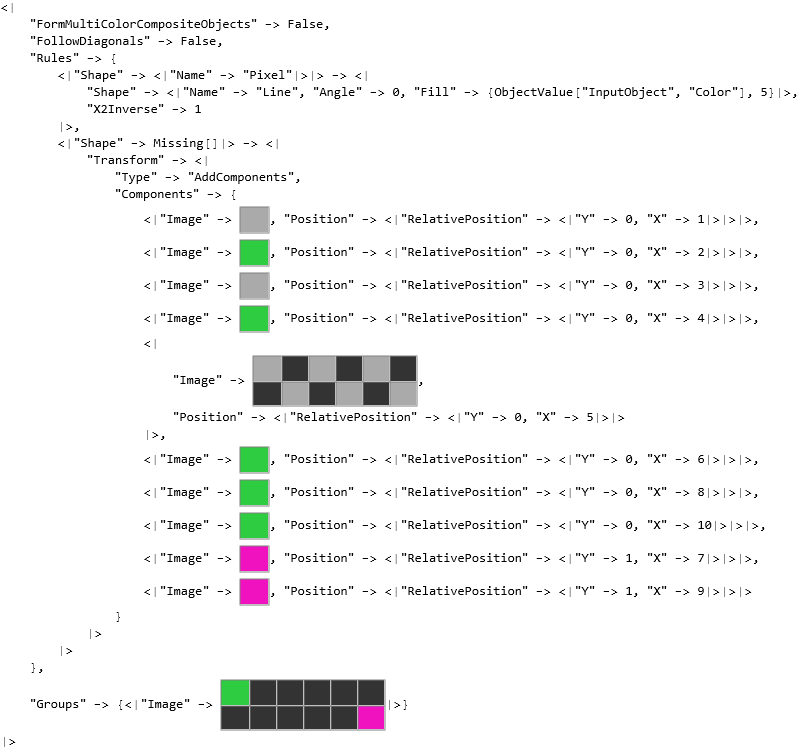 <|
"FormMultiColorCompositeObjects" -> False,
"FollowDiagonals" -> False,
"Rules" -> {
<|"Shape" -> <|"Name" -> "Pixel"|>|> -> <|
"Shape" -> <|"Name" -> "Line", "Angle" -> 0, "Fill" -> {ObjectValue["InputObject", "Color"], 5}|>,
"X2Inverse" -> 1
|>,
<|"Shape" -> Missing[]|> -> <|
"Transform" -> <|
"Type" -> "AddComponents",
"Components" -> {
<|"Image" -> , "Position" -> <|"RelativePosition" -> <|"Y" -> 0, "X" -> 1|>|>|>,
<|"Image" -> , "Position" -> <|"RelativePosition" -> <|"Y" -> 0, "X" -> 2|>|>|>,
<|"Image" -> , "Position" -> <|"RelativePosition" -> <|"Y" -> 0, "X" -> 3|>|>|>,
<|"Image" -> , "Position" -> <|"RelativePosition" -> <|"Y" -> 0, "X" -> 4|>|>|>,
<|
"Image" -> ,
"Position" -> <|"RelativePosition" -> <|"Y" -> 0, "X" -> 5|>|>
|>,
<|"Image" -> , "Position" -> <|"RelativePosition" -> <|"Y" -> 0, "X" -> 6|>|>|>,
<|"Image" -> , "Position" -> <|"RelativePosition" -> <|"Y" -> 0, "X" -> 8|>|>|>,
<|"Image" -> , "Position" -> <|"RelativePosition" -> <|"Y" -> 0, "X" -> 10|>|>|>,
<|"Image" -> , "Position" -> <|"RelativePosition" -> <|"Y" -> 1, "X" -> 7|>|>|>,
<|"Image" -> , "Position" -> <|"RelativePosition" -> <|"Y" -> 1, "X" -> 9|>|>|>
}
|>
|>
},
"Groups" -> {<|"Image" -> |>}
|>